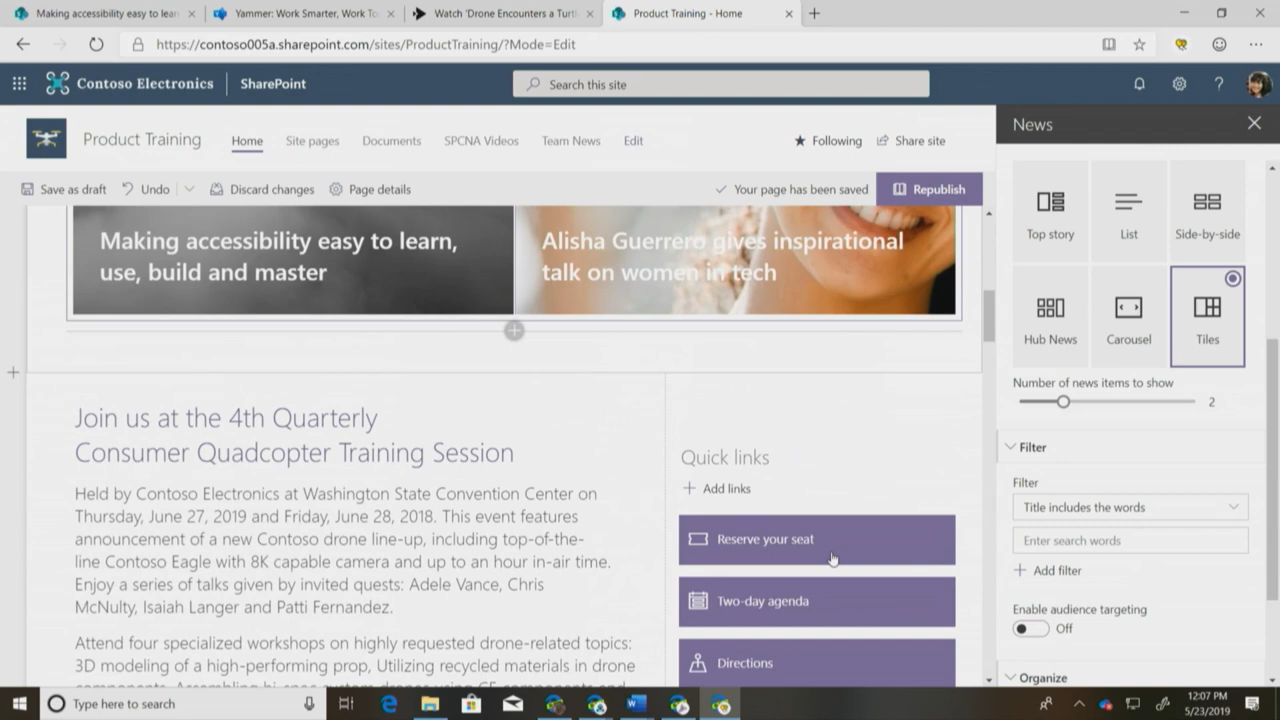 Making accessibility easy to lear
Yammer: Work Smarter, Work To
Watch 'Drone Encounters a Turtl
Product Training - Home
https://contoso005a.sharepoint.com/sites/ProductTraining/?Mode=Edit
Contoso Electronics
SharePoint
Search this site
Product Training
Home
Site pages
Documents
SPCNA Videos
Team News
Edit
Following
Share site
Save as draft
Undo
Discard changes
Page details
Your page has been saved
Republish
Making accessibility easy to learn,
use, build and master
Alisha Guerrero gives inspirational
talk on women in tech
Join us at the 4th Quarterly
Consumer Quadcopter Training Session
Held by Contoso Electronics at Washington State Convention Center on
Thursday, June 27, 2019 and Friday, June 28, 2018. This event features
announcement of a new Contoso drone line-up, including top-of-the-
line Contoso Eagle with 8K capable camera and up to an hour in-air time.
Enjoy a series of talks given by invited quests: Adele Vance, Chris
McNulty, Isaiah Langer and Patti Fernandez.
Attend four specialized workshops on highly requested drone-related topics:
3D modeling of a high-performing prop, Utilizing recycled materials in drone
Quick links
Add links
Reserve your seat
Two-day agenda
Directions
News
Top story
List
Side-by-side
Hub News
Carousel
Tiles
Number of news items to show
2
Filter
Filter
Title includes the words
Enter search words
Add filter
Enable audience targeting
Off
Organize
Type here to search
12:07 PM
5/23/2019